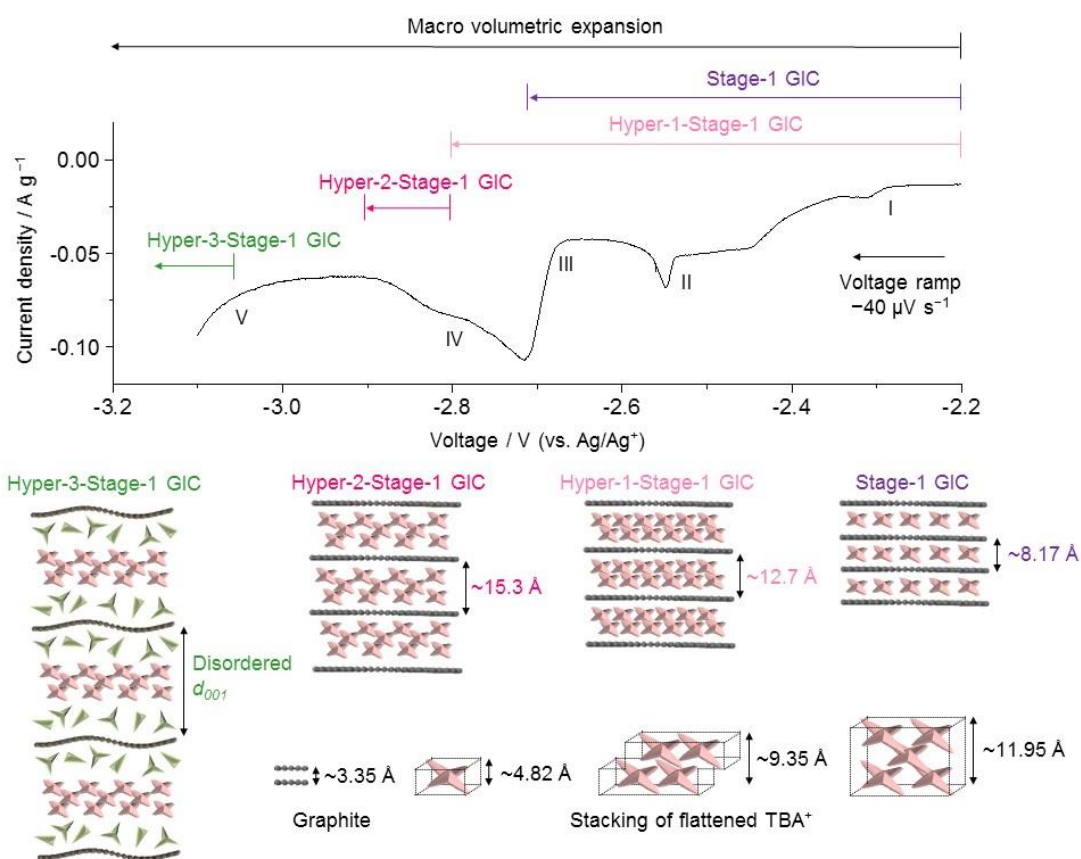 Macro volumetric expansion
Stage-1 GIC
Hyper-1-Stage-1 GIC
Hyper-2-Stage-1 GIC
Hyper-3-Stage-1 GIC
Current density / A g⁻¹
0.00
-0.05
-0.10
I
II
III
IV
V
Voltage ramp
−40 µV s⁻¹
-3.2
-3.0
-2.8
-2.6
-2.4
-2.2
Voltage / V (vs. Ag/Ag⁺)
Hyper-3-Stage-1 GIC
Hyper-2-Stage-1 GIC
Hyper-1-Stage-1 GIC
Stage-1 GIC
~15.3 Å
~12.7 Å
~8.17 Å
Disordered
d₀₀₁
~3.35 Å
~4.82 Å
~9.35 Å
~11.95 Å
Graphite
Stacking of flattened TBA⁺